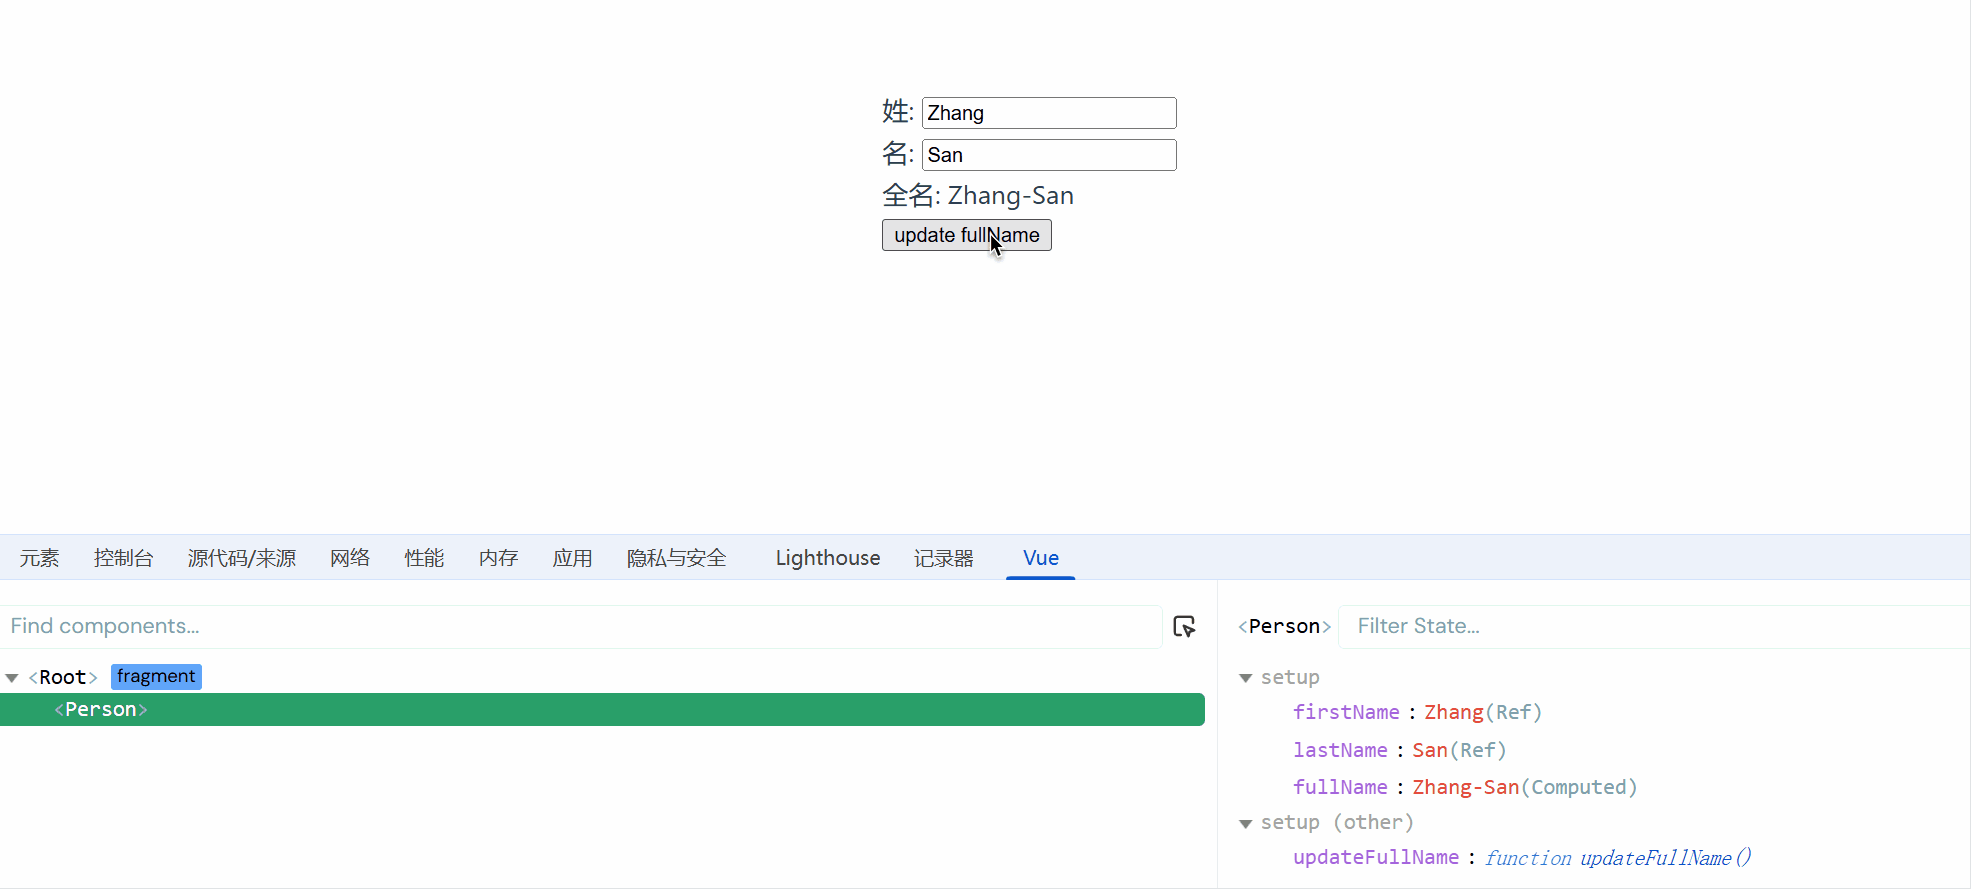 姓: Zhang
名: San
全名: Zhang-San
update fullName
元素 控制台 源代码/来源 网络 性能 内存 应用 隐私与安全 Lighthouse 记录器 Vue
Find components...
<Root> fragment
<Person>
<Person> Filter State...
setup
firstName : Zhang(Ref)
lastName : San(Ref)
fullName : Zhang-San(Computed)
setup (other)
updateFullName : function updateFullName()